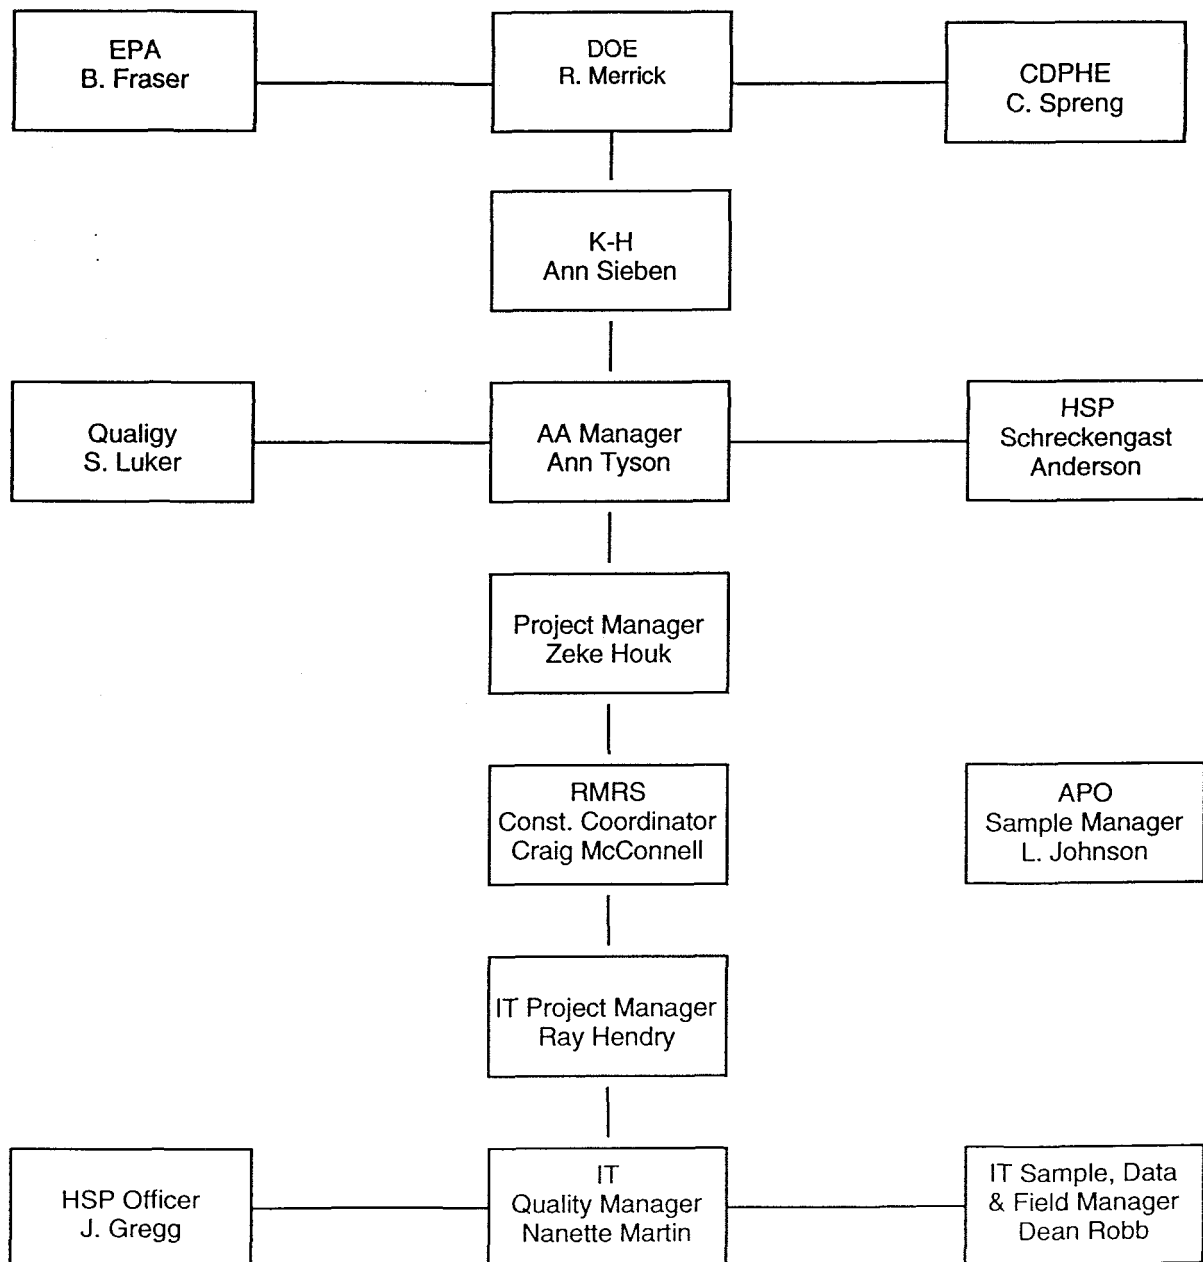 EPA
B. Fraser
DOE
R. Merrick
CDPHE
C. Spreng
K-H
Ann Sieben
Qualigy
S. Luker
AA Manager
Ann Tyson
HSP
Schreckengast
Anderson
Project Manager
Zeke Houk
RMRS
Const. Coordinator
Craig McConnell
APO
Sample Manager
L. Johnson
IT Project Manager
Ray Hendry
HSP Officer
J. Gregg
IT
Quality Manager
Nanette Martin
IT Sample, Data
& Field Manager
Dean Robb